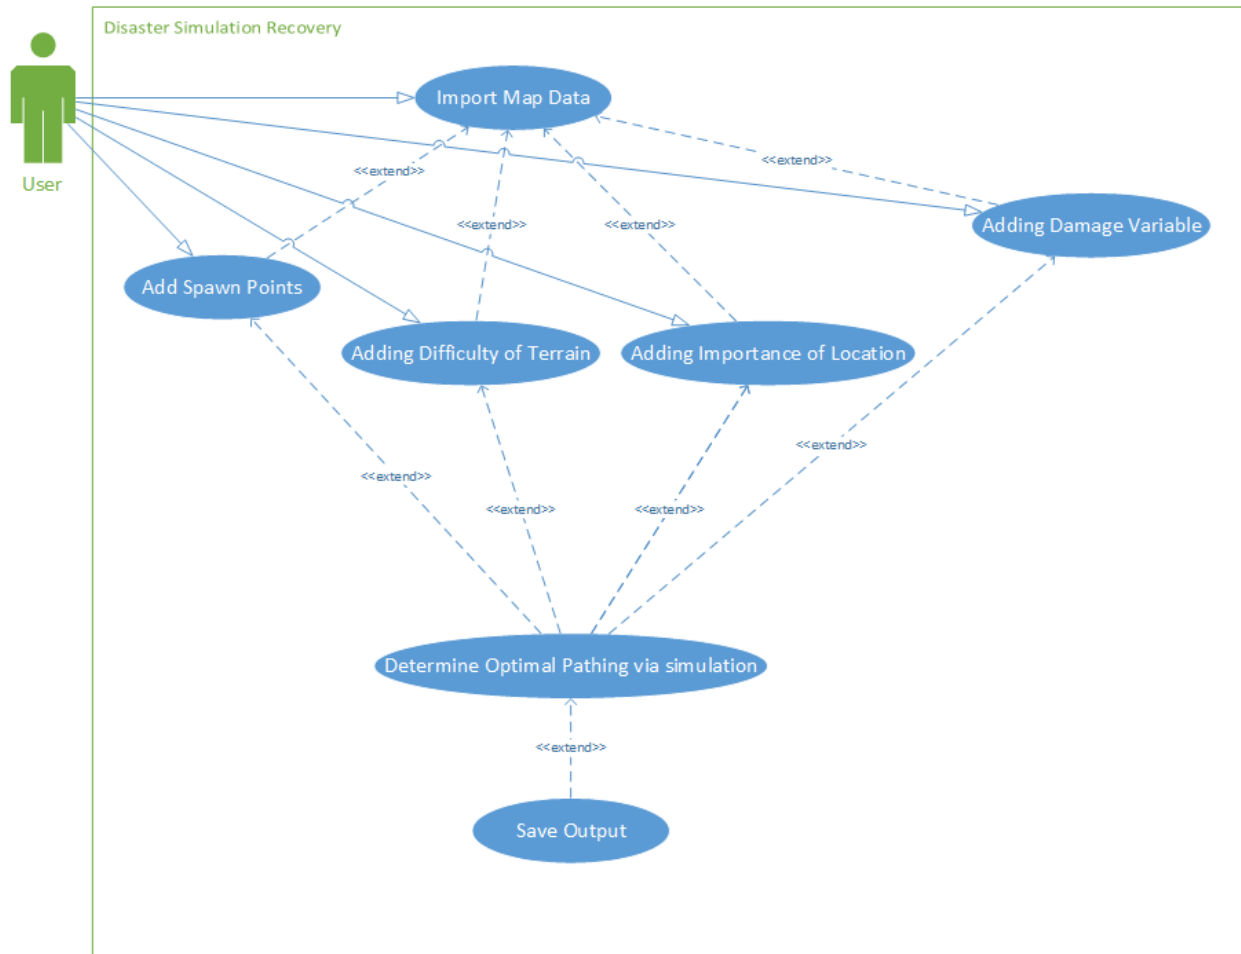 Disaster Simulation Recovery
User
Import Map Data
<<extend>>
<<extend>>
<<extend>>
<<extend>>
Adding Damage Variable
Add Spawn Points
Adding Difficulty of Terrain
Adding Importance of Location
<<extend>>
<<extend>>
<<extend>>
<<extend>>
Determine Optimal Pathing via simulation
<<extend>>
Save Output